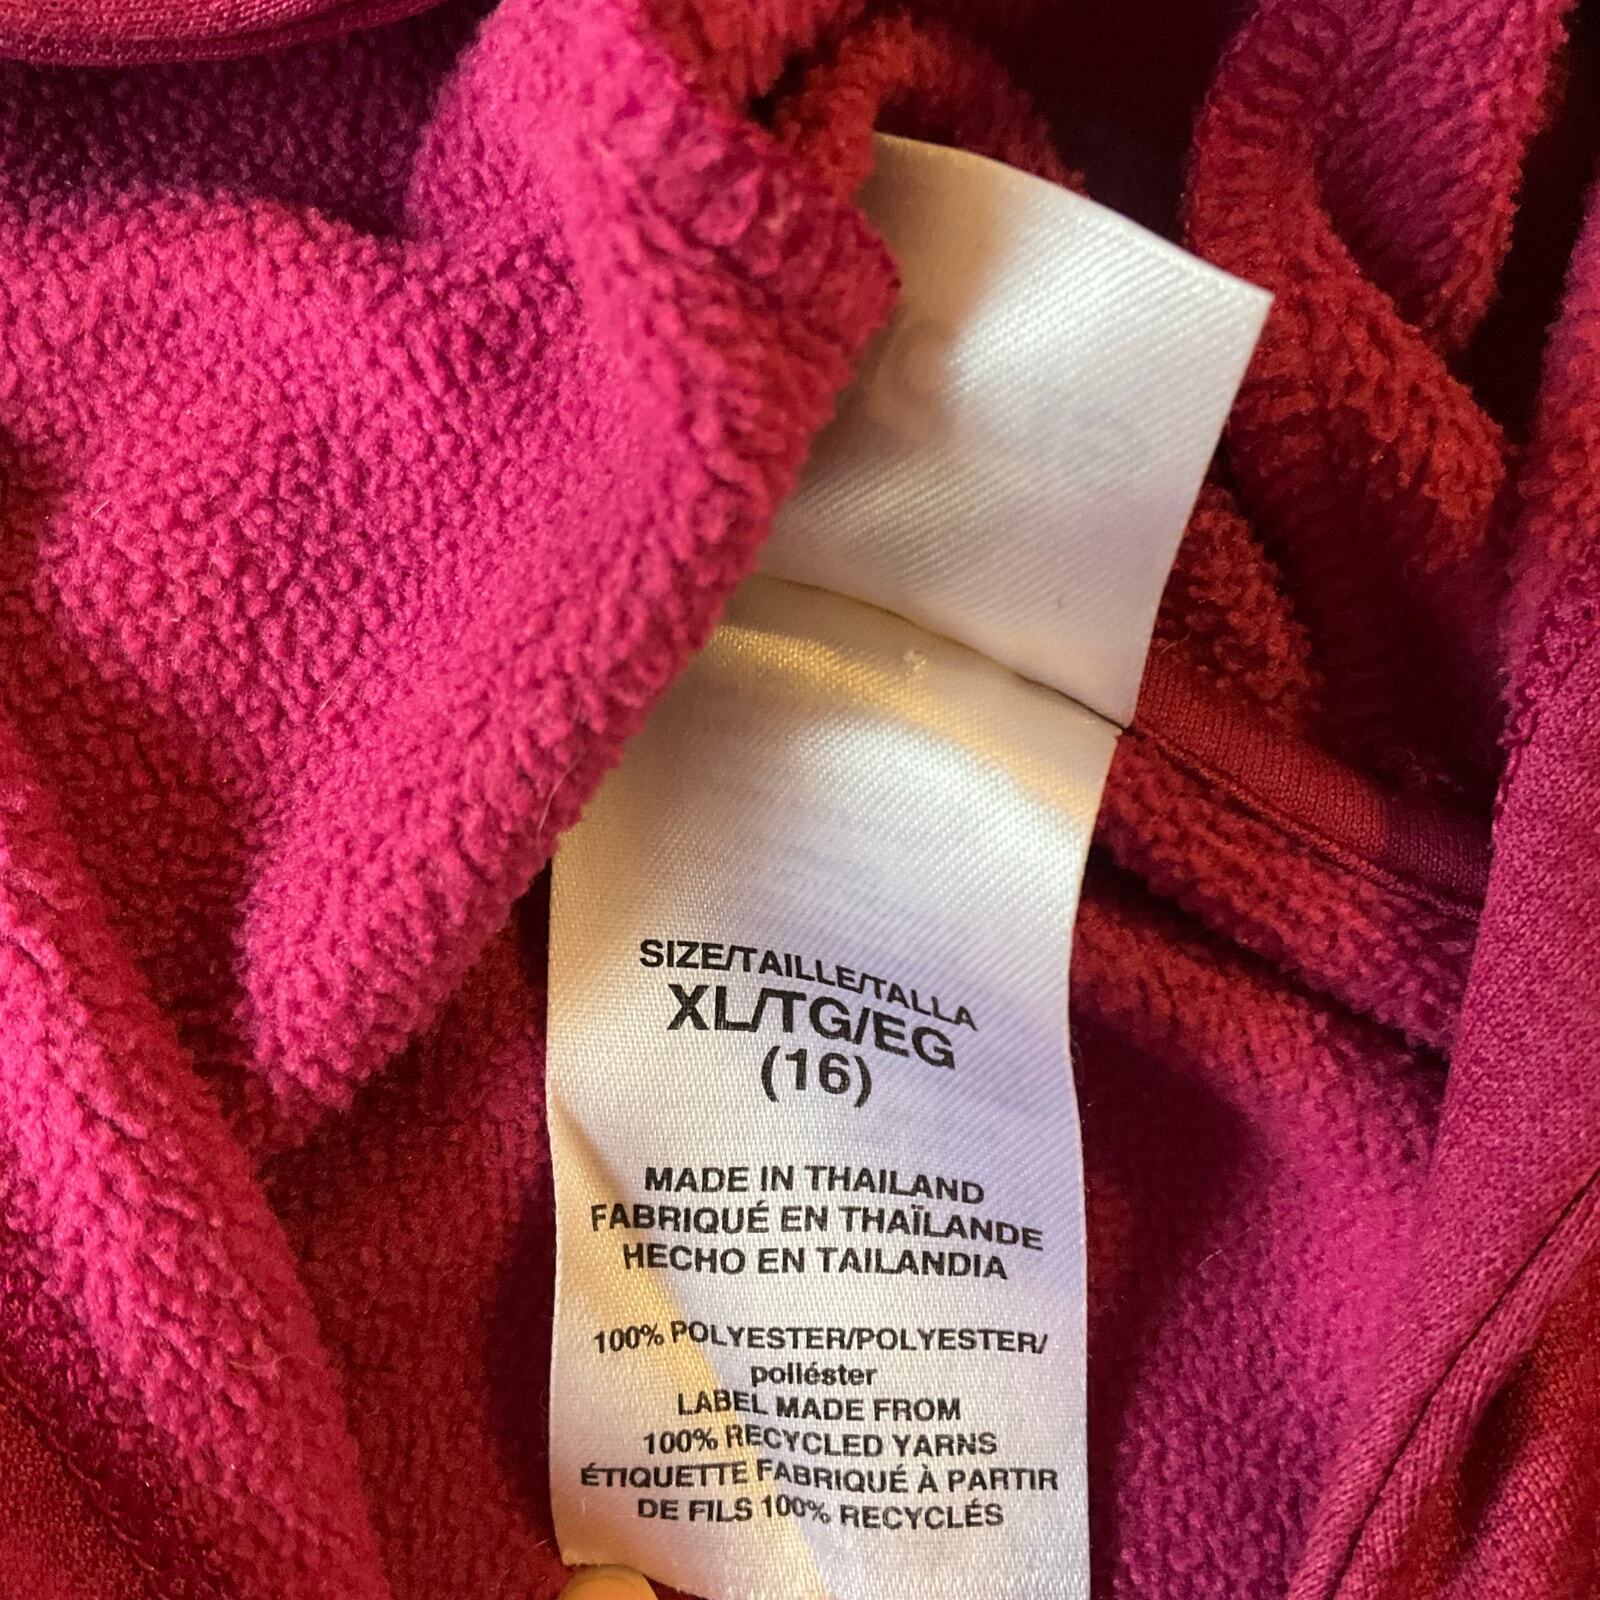 SIZE/TAILLE/TALLA
XL/TG/EG
(16)
MADE IN THAILAND
FABRIQUÉ EN THAÏLANDE
HECHO EN TAILANDIA
100% POLYESTER/POLYESTER/
poliéster
LABEL MADE FROM
100% RECYCLED YARNS
ÉTIQUETTE FABRIQUÉ À PARTIR
DE FILS 100% RECYCLÉS